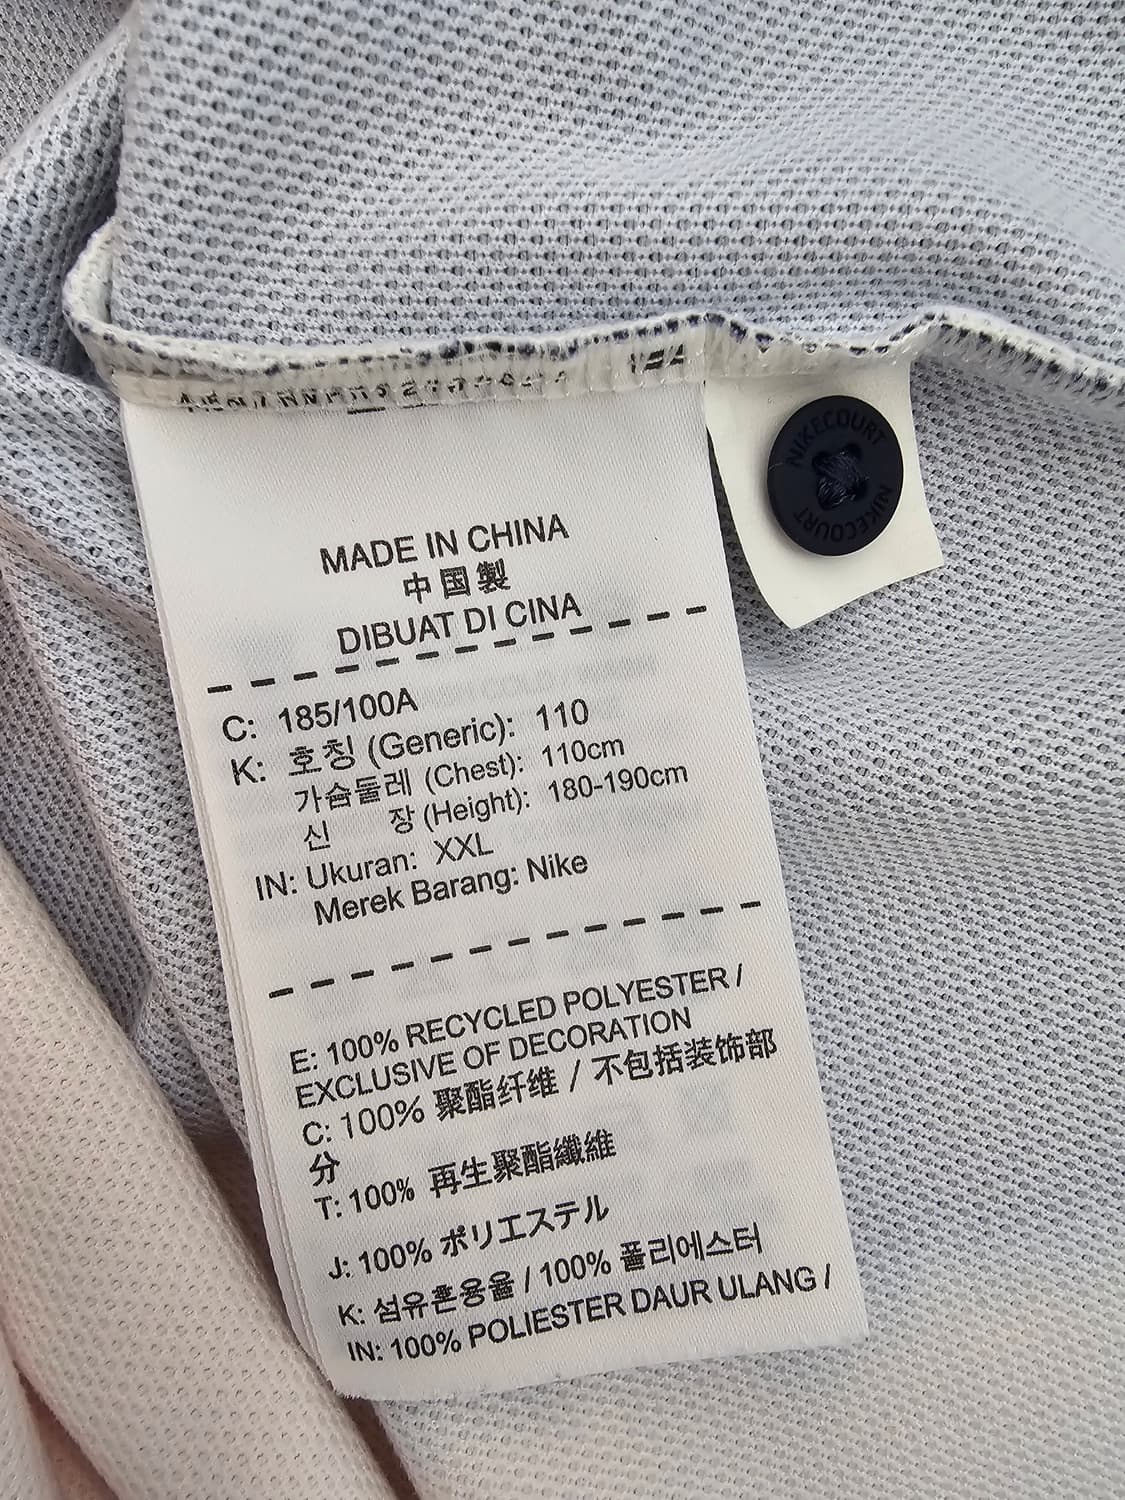 MADE IN CHINA
中国製
DIBUAT DI CINA
C: 185/100A
K: 호칭 (Generic): 110
가슴둘레 (Chest): 110cm
신 장 (Height): 180-190cm
IN: Ukuran: XXL
Merek Barang: Nike
E: 100% RECYCLED POLYESTER /
EXCLUSIVE OF DECORATION
C: 100% 聚酯纤维 / 不包括装饰部
分
T: 100% 再生聚酯纖維
J: 100% ポリエステル
K: 섬유혼용율 / 100% 폴리에스터
IN: 100% POLIESTER DAUR ULANG /
NIKECOURT
NIKECOURT